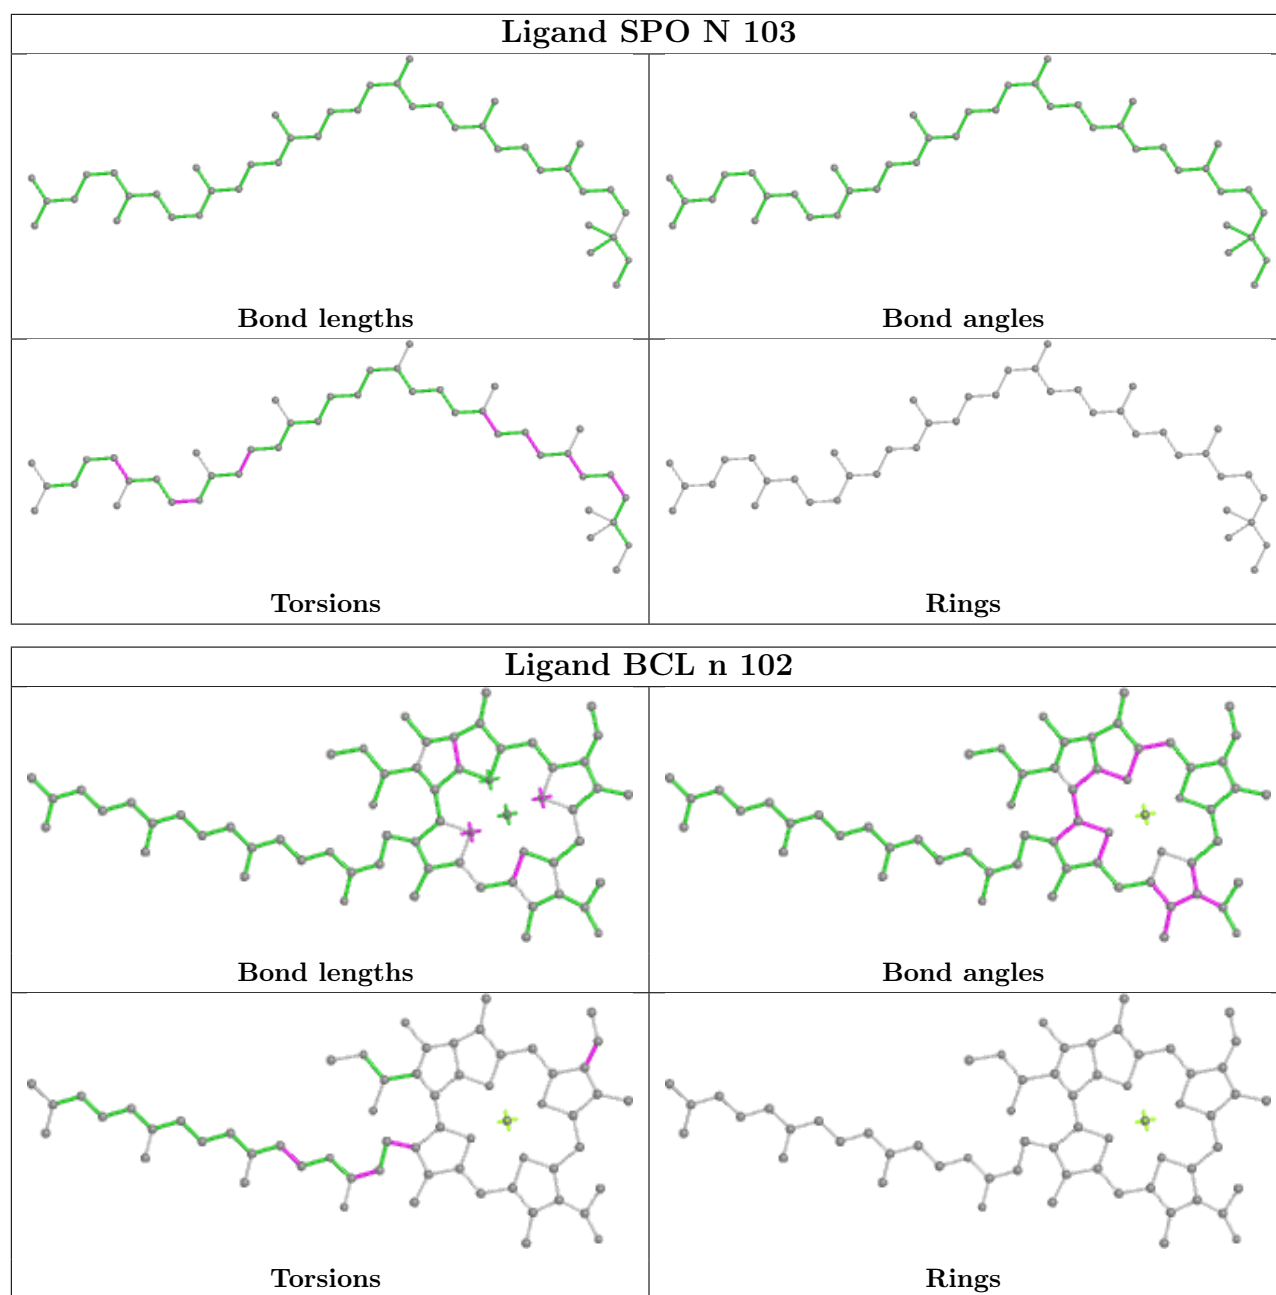 Ligand SPO N 103
Bond lengths
Bond angles
Torsions
Rings
Ligand BCL n 102
Bond lengths
Bond angles
Torsions
Rings